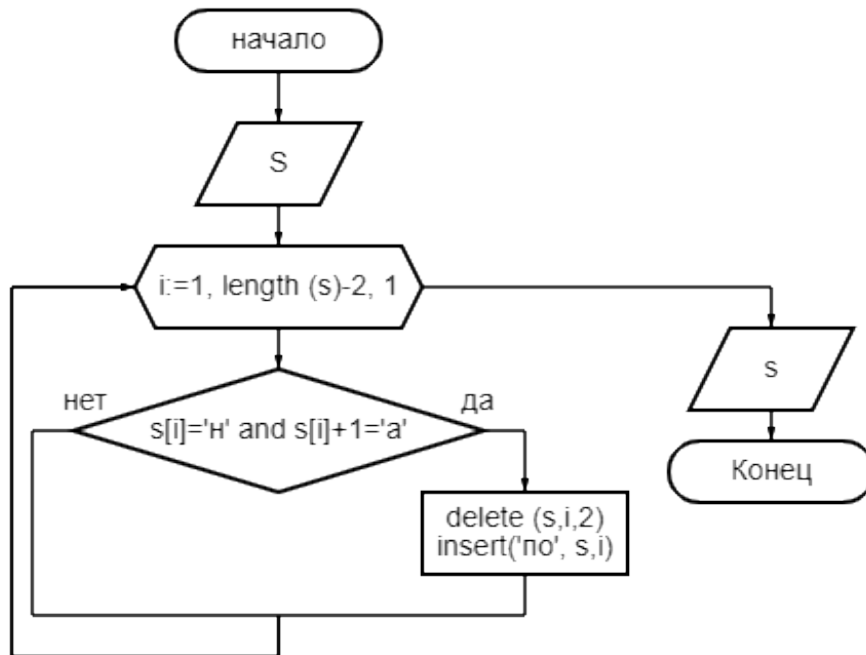 начало
S
i:=1, length (s)-2, 1
нет
да
s[i]='н' and s[i]+1='а'
delete (s,i,2)
insert('по', s,i)
s
Конец